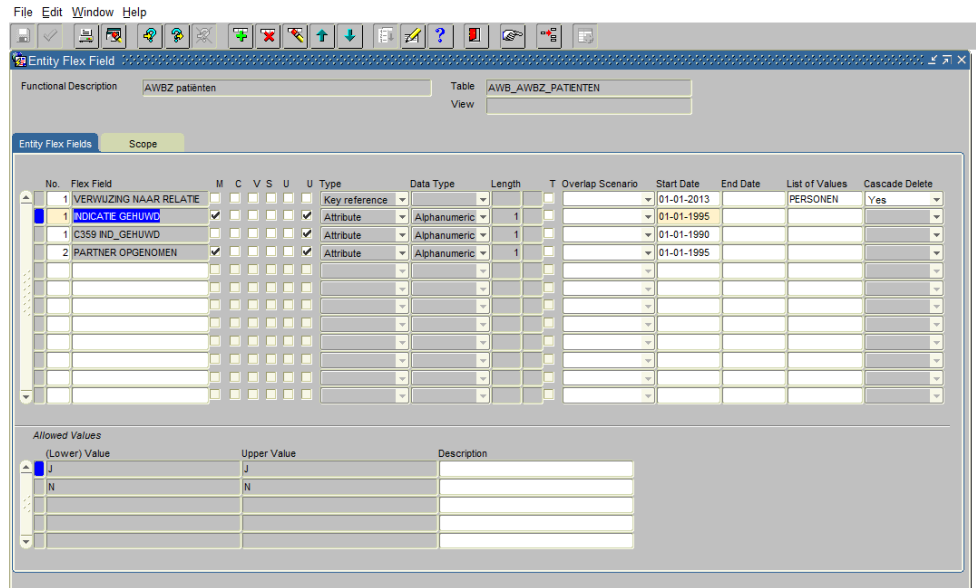 File Edit Window Help
Entity Flex Field
Functional Description AWBZ patiënten Table AWB_AWBZ_PATIENTEN
View
Entity Flex Fields Scope
No. Flex Field M C V S U U Type Data Type Length T Overlap Scenario Start Date End Date List of Values Cascade Delete
1 VERWIJZING NAAR RELATIE Key reference 01-01-2013 PERSONEN Yes
1 INDICATIE GEHUWD Attribute Alphanumeric 1 01-01-1995
1 C359 IND_GEHUWD Attribute Alphanumeric 1 01-01-1990
2 PARTNER OPGENOMEN Attribute Alphanumeric 1 01-01-1995
Allowed Values
(Lower) Value Upper Value Description
J J
N N